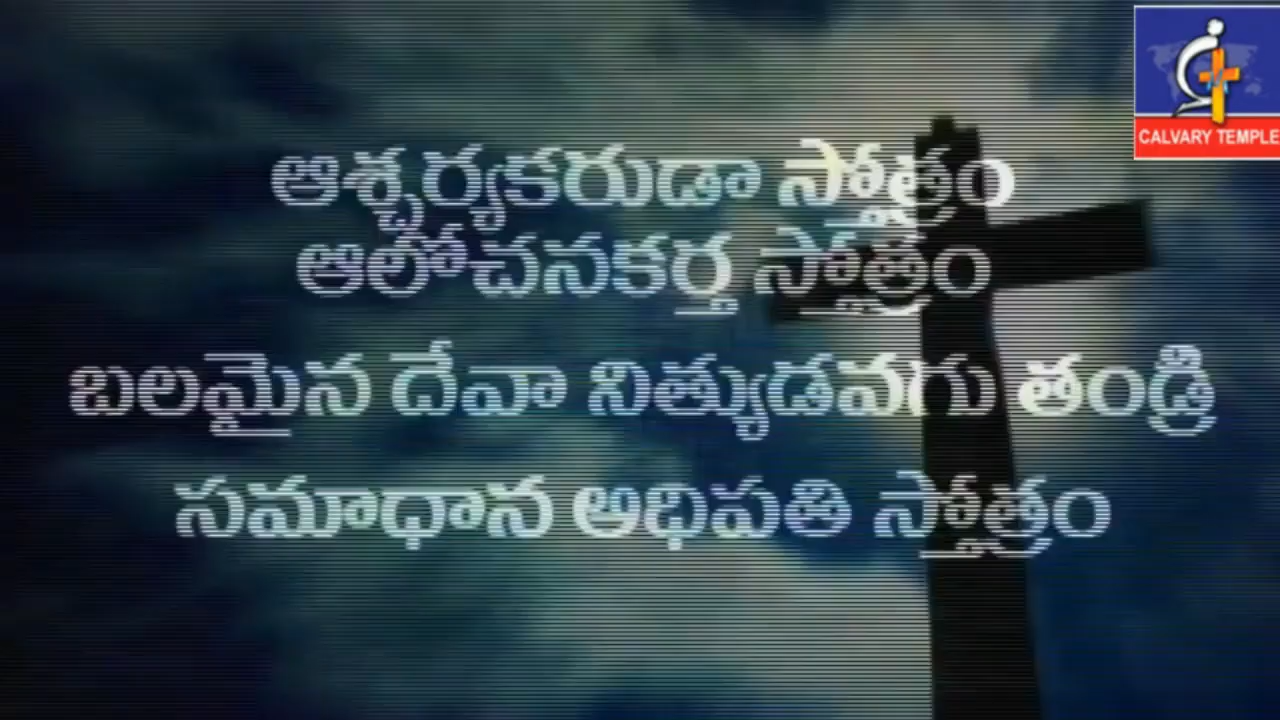 CALVARY TEMPLE
ఆశ్చర్యకరుడా స్తోత్రం
ఆలోచనకర్త స్తోత్రం
బలమైన దేవా నిత్యుడవగు తండ్రి
సమాధాన అధిపతి స్తోత్రం